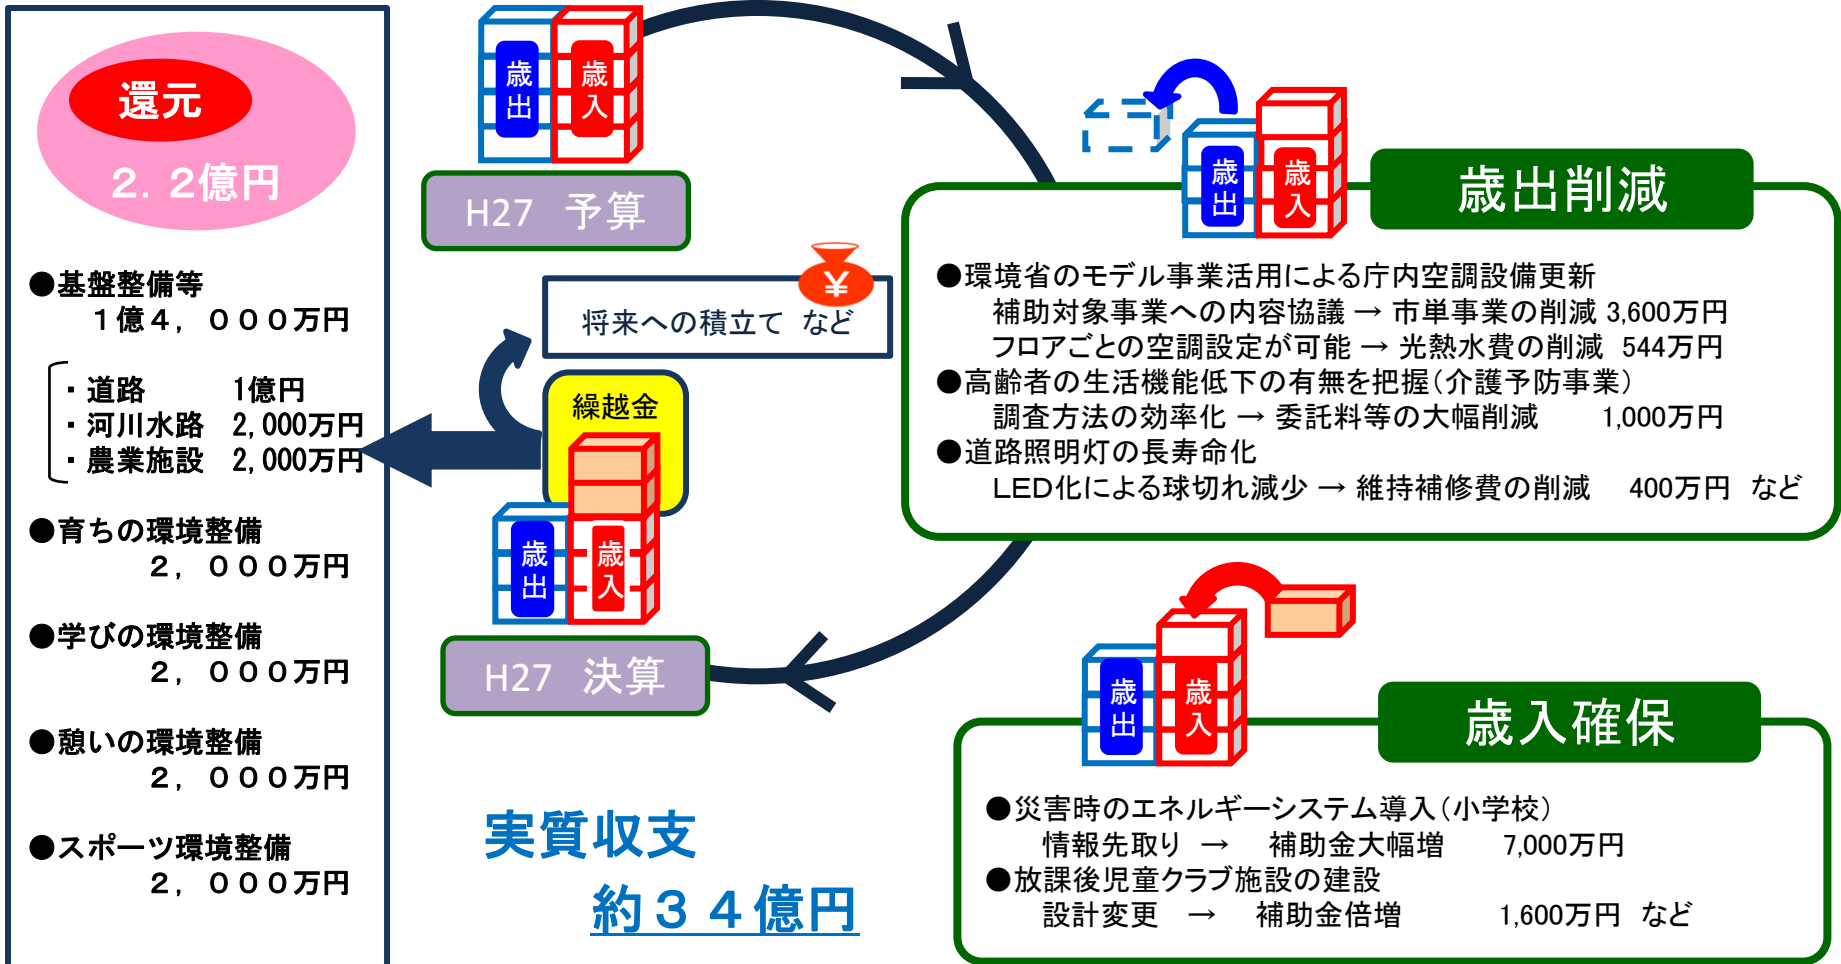 還元
２．２億円
●基盤整備等
１億４，０００万円
・道路　1億円
・河川水路　2,000万円
・農業施設　2,000万円
●育ちの環境整備
２，０００万円
●学びの環境整備
２，０００万円
●憩いの環境整備
２，０００万円
●スポーツ環境整備
２，０００万円
歳出
歳入
H27　予算
将来への積立て　など
¥
繰越金
歳出
歳入
H27　決算
実質収支
約３４億円
歳出
歳入
歳出削減
●環境省のモデル事業活用による庁内空調設備更新
補助対象事業への内容協議 → 市単事業の削減 3,600万円
フロアごとの空調設定が可能 → 光熱水費の削減 544万円
●高齢者の生活機能低下の有無を把握（介護予防事業）
調査方法の効率化 → 委託料等の大幅削減　1,000万円
●道路照明灯の長寿命化
LED化による球切れ減少 → 維持補修費の削減　400万円　など
歳出
歳入
歳入確保
●災害時のエネルギーシステム導入（小学校）
情報先取り　→　補助金大幅増　7,000万円
●放課後児童クラブ施設の建設
設計変更　→　補助金倍増　1,600万円　など